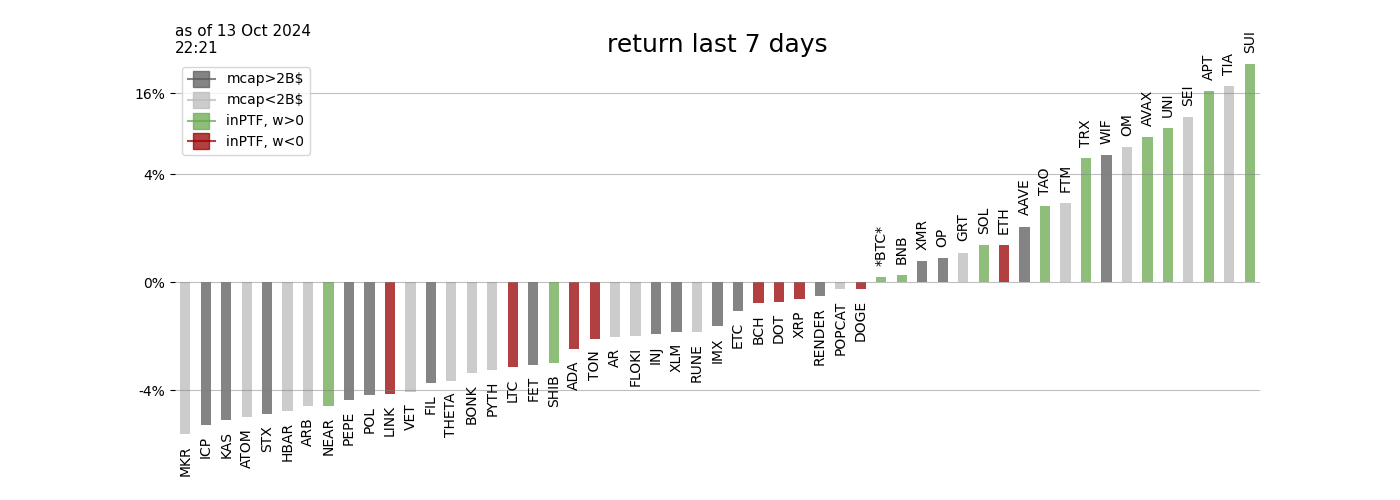 as of 13 Oct 2024
22:21
return last 7 days
mcap>2B$
mcap<2B$
inPTF, w>0
inPTF, w<0
16%
4%
0%
-4%
MKR
ICP
KAS
ATOM
STX
HBAR
ARB
NEAR
PEPE
POL
LINK
VET
FIL
THETA
BONK
PYTH
LTC
FET
SHIB
ADA
TON
AR
FLOKI
INJ
XLM
RUNE
IMX
ETC
BCH
DOT
XRP
RENDER
POPCAT
DOGE
*BTC*
BNB
XMR
OP
GRT
SOL
ETH
AAVE
TAO
FTM
TRX
WIF
OM
AVAX
UNI
SEI
APT
TIA
SUI